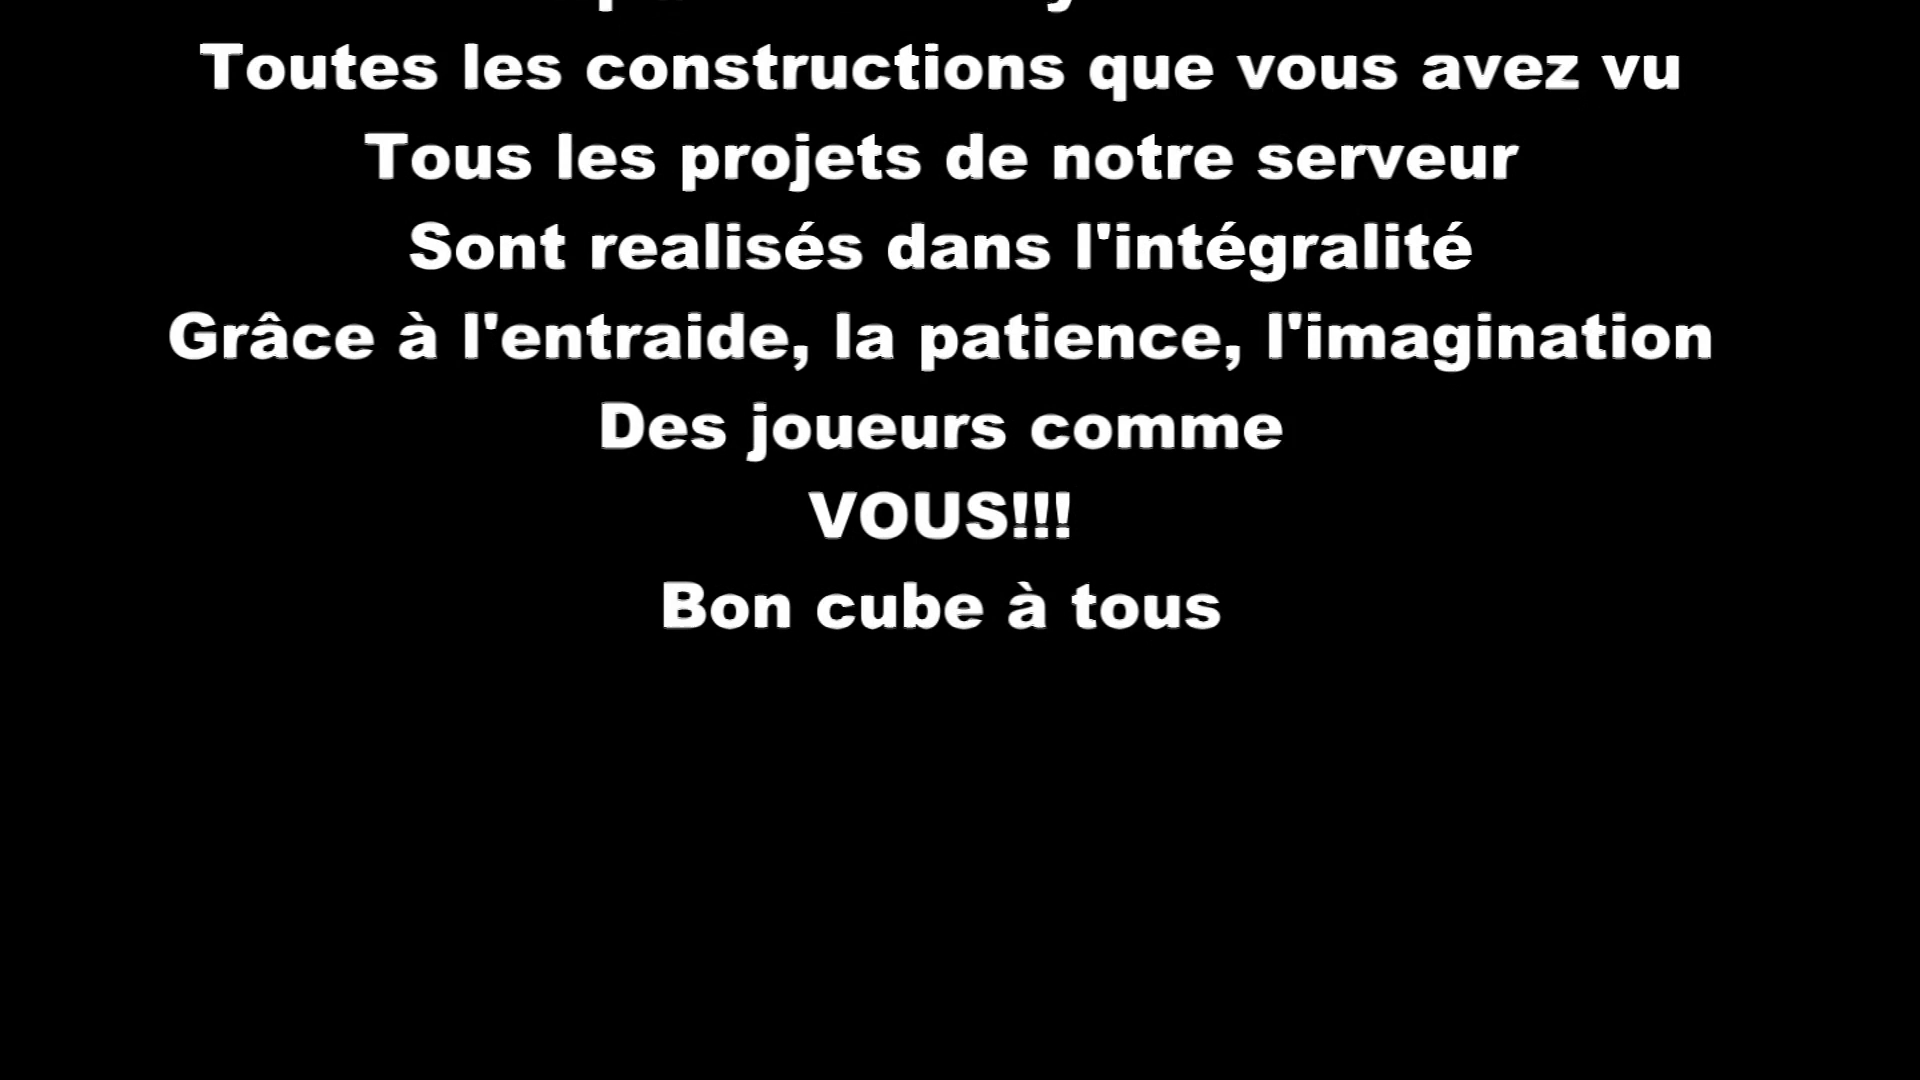 Toutes les constructions que vous avez vu
Tous les projets de notre serveur
Sont realisés dans l'intégralité
Grâce à l'entraide, la patience, l'imagination
Des joueurs comme
VOUS!!!
Bon cube à tous